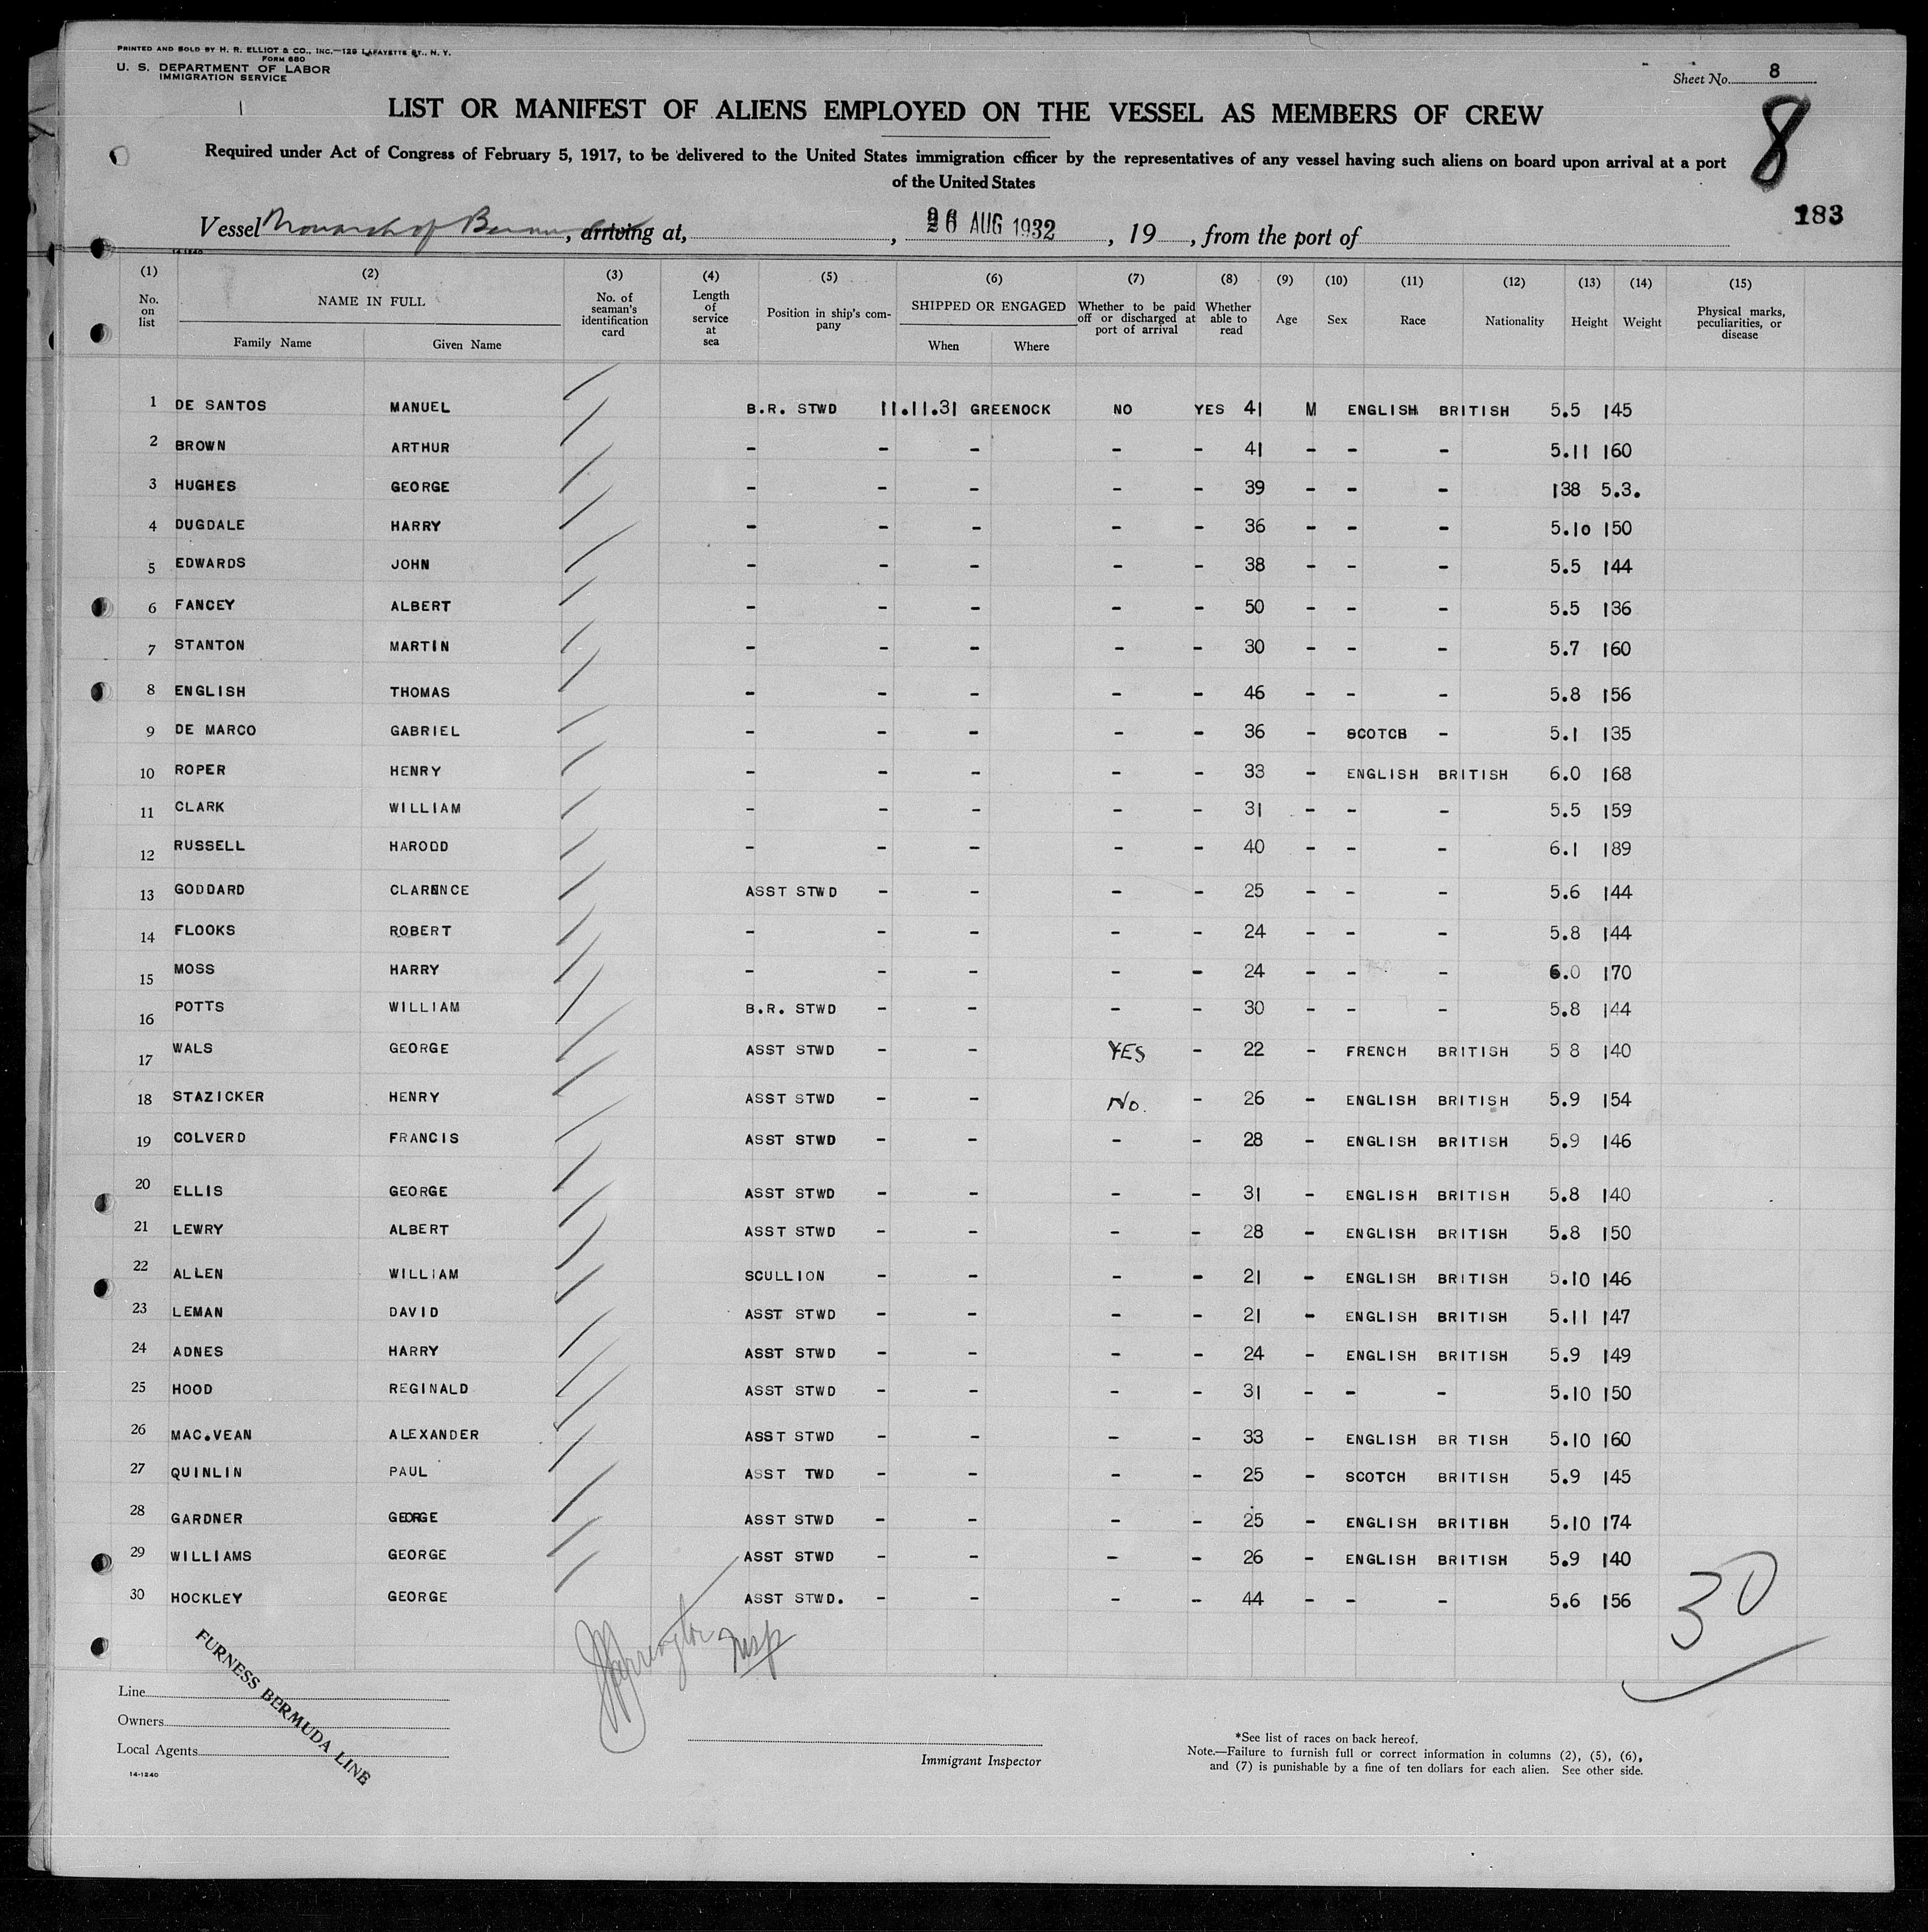 PRINTED AND SOLD BY H. R. ELLIOT & CO., INC.—129 LAFAYETTE ST., N. Y.
FORM 680
U. S. DEPARTMENT OF LABOR
IMMIGRATION SERVICE
Sheet No. 8
LIST OR MANIFEST OF ALIENS EMPLOYED ON THE VESSEL AS MEMBERS OF CREW
8
Required under Act of Congress of February 5, 1917, to be delivered to the United States immigration officer by the representatives of any vessel having such aliens on board upon arrival at a port
of the United States
183
Vessel Monarch of Bermuda, arriving at, , 26 AUG 1932, 19 , from the port of
14-1240
(1) (2) (3) (4) (5) (6) (7) (8) (9) (10) (11) (12) (13) (14) (15)
No. on list NAME IN FULL Family Name Given Name No. of seaman's identification card Length of service at sea Position in ship's company SHIPPED OR ENGAGED When Where Whether to be paid off or discharged at port of arrival Whether able to read Age Sex Race Nationality Height Weight Physical marks, peculiarities, or disease
1 DE SANTOS MANUEL B.R. STWD 11.11.31 GREENOCK NO YES 41 M ENGLISH BRITISH 5.5 145
2 BROWN ARTHUR - - - - - 41 - - - 5.11 160
3 HUGHES GEORGE - - - - - 39 - - - 138 5.3.
4 DUGDALE HARRY - - - - - 36 - - - 5.10 150
5 EDWARDS JOHN - - - - - 38 - - - 5.5 144
6 FANCEY ALBERT - - - - - 50 - - - 5.5 136
7 STANTON MARTIN - - - - - 30 - - - 5.7 160
8 ENGLISH THOMAS - - - - - 46 - - - 5.8 156
9 DE MARCO GABRIEL - - - - - 36 - SCOTCH - 5.1 135
10 ROPER HENRY - - - - - 33 - ENGLISH BRITISH 6.0 168
11 CLARK WILLIAM - - - - - 31 - - - 5.5 159
12 RUSSELL HAROOD - - - - - 40 - - - 6.1 189
13 GODDARD CLARENCE ASST STWD - - - - 25 - - - 5.6 144
14 FLOOKS ROBERT - - - - - 24 - - - 5.8 144
15 MOSS HARRY - - - - - 24 - - - 6.0 170
16 POTTS WILLIAM B.R. STWD - - - - 30 - - - 5.8 144
17 WALS GEORGE ASST STWD - - YES - 22 - FRENCH BRITISH 5 8 140
18 STAZICKER HENRY ASST STWD - - No. - 26 - ENGLISH BRITISH 5.9 154
19 COLVERD FRANCIS ASST STWD - - - - 28 - ENGLISH BRITISH 5.9 146
20 ELLIS GEORGE ASST STWD - - - - 31 - ENGLISH BRITISH 5.8 140
21 LEWRY ALBERT ASST STWD - - - - 28 - ENGLISH BRITISH 5.8 150
22 ALLEN WILLIAM SCULLION - - - - 21 - ENGLISH BRITISH 5.10 146
23 LEMAN DAVID ASST STWD - - - - 21 - ENGLISH BRITISH 5.11 147
24 ADNES HARRY ASST STWD - - - - 24 - ENGLISH BRITISH 5.9 149
25 HOOD REGINALD ASST STWD - - - - 31 - - - 5.10 150
26 MAC.VEAN ALEXANDER ASST STWD - - - - 33 - ENGLISH BR TISH 5.10 160
27 QUINLIN PAUL ASST TWD - - - - 25 - SCOTCH BRITISH 5.9 145
28 GARDNER GEORGE ASST STWD - - - - 25 - ENGLISH BRITIBH 5.10 174
29 WILLIAMS GEORGE ASST STWD - - - - 26 - ENGLISH BRITISH 5.9 140
30 HOCKLEY GEORGE ASST STWD. - - - - 44 - - - 5.6 156
30
Insp
FURNESS BERMUDA LINE
Line
Owners
Local Agents
14-1240
Immigrant Inspector
*See list of races on back hereof.
Note.—Failure to furnish full or correct information in columns (2), (5), (6),
and (7) is punishable by a fine of ten dollars for each alien. See other side.